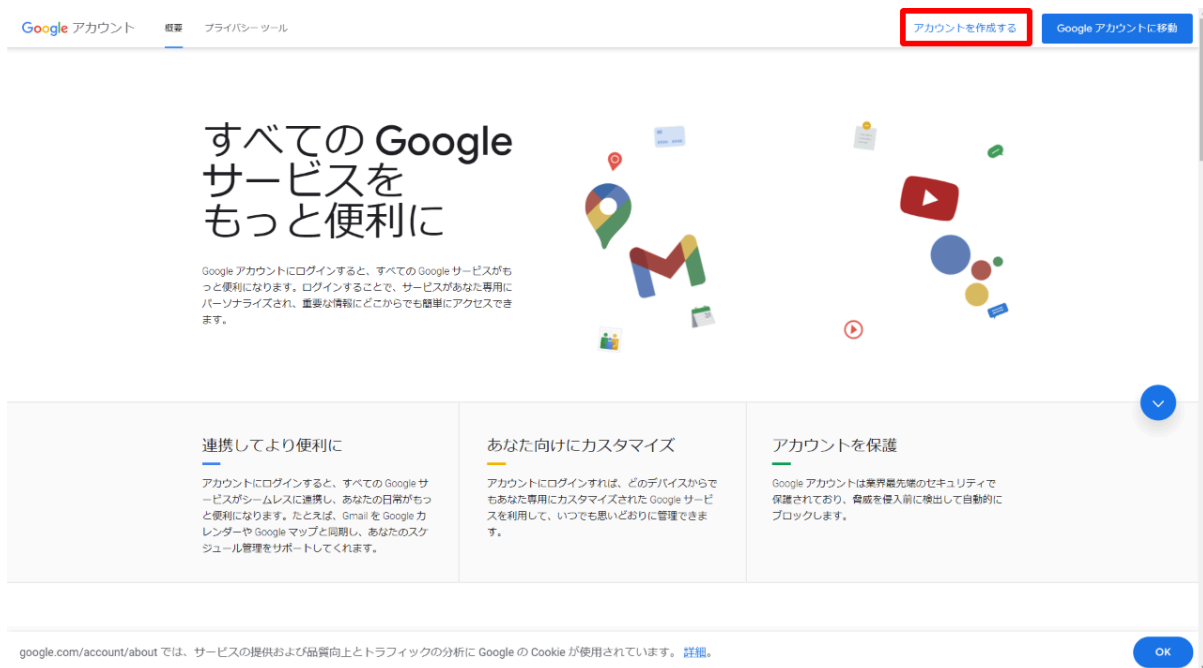 Google アカウント 概要 プライバシー ツール アカウントを作成する Google アカウントに移動
すべての Google
サービスを
もっと便利に
Google アカウントにログインすると、すべての Google サービスがも
っと便利になります。ログインすることで、サービスがあなた専用に
パーソナライズされ、重要な情報にどこからでも簡単にアクセスでき
ます。
連携してより便利に
アカウントにログインすると、すべての Google サ
ービスがシームレスに連携し、あなたの日常がもっ
と便利になります。たとえば、Gmail を Google カ
レンダーや Google マップと同期し、あなたのスケ
ジュール管理をサポートしてくれます。
あなた向けにカスタマイズ
アカウントにログインすれば、どのデバイスからで
もあなた専用にカスタマイズされた Google サービ
スを利用して、いつでも思いどおりに管理できま
す。
アカウントを保護
Google アカウントは業界最先端のセキュリティで
保護されており、脅威を侵入前に検出して自動的に
ブロックします。
google.com/account/about では、サービスの提供および品質向上とトラフィックの分析に Google の Cookie が使用されています。 詳細。 OK